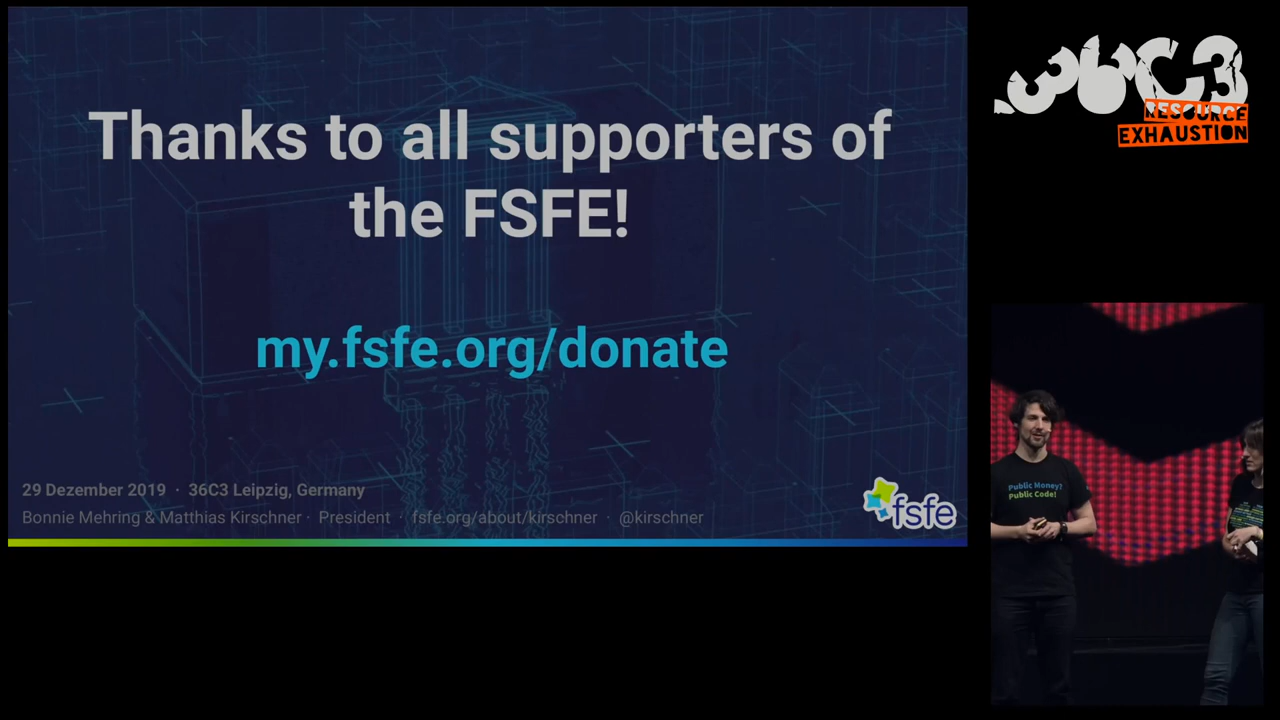 Thanks to all supporters of
the FSFE!
my.fsfe.org/donate
29 Dezember 2019 · 36C3 Leipzig, Germany
Bonnie Mehring & Matthias Kirschner · President · fsfe.org/about/kirschner · @kirschner
fsfe
36C3
RESOURCE
EXHAUSTION
Public Money?
Public Code!